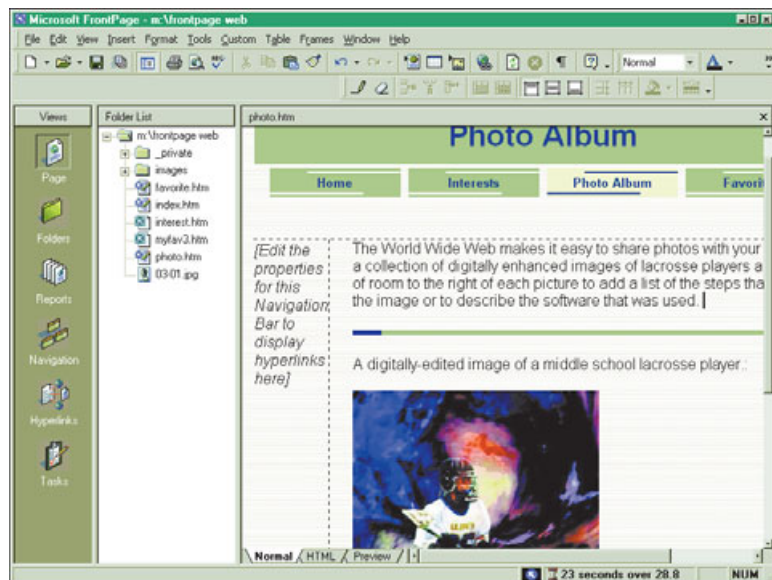 Microsoft FrontPage - m:\frontpage web
File Edit View Insert Format Tools Custom Table Frames Window Help
Normal
Views
Folder List
photo.htm
m:\frontpage web
_private
images
favorite.htm
index.htm
interest.htm
myfav3.htm
photo.htm
03-01.jpg
Page
Folders
Reports
Navigation
Hyperlinks
Tasks
Photo Album
Home Interests Photo Album Favorit
[Edit the
properties
for this
Navigation
Bar to
display
hyperlinks
here]
The World Wide Web makes it easy to share photos with your
a collection of digitally enhanced images of lacrosse players a
of room to the right of each picture to add a list of the steps tha
the image or to describe the software that was used.
A digitally-edited image of a middle school lacrosse player.:
Normal HTML Preview
23 seconds over 28.8 NUM